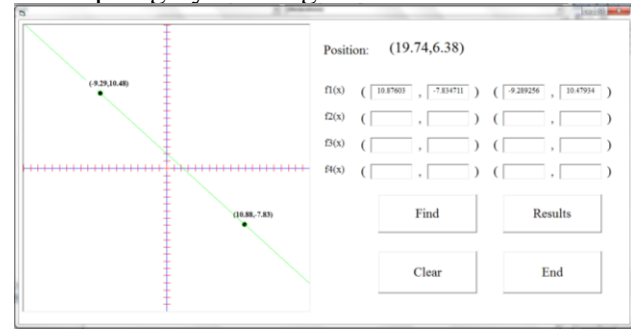 Position: (19.74,6.38)
(-9.29,10.48)
f1(x) ( 10.87603 , -7.834711 ) ( -9.289256 , 10.47934 )
f2(x) ( , ) ( , )
f3(x) ( , ) ( , )
f4(x) ( , ) ( , )
(10.88,-7.83)
Find Results
Clear End